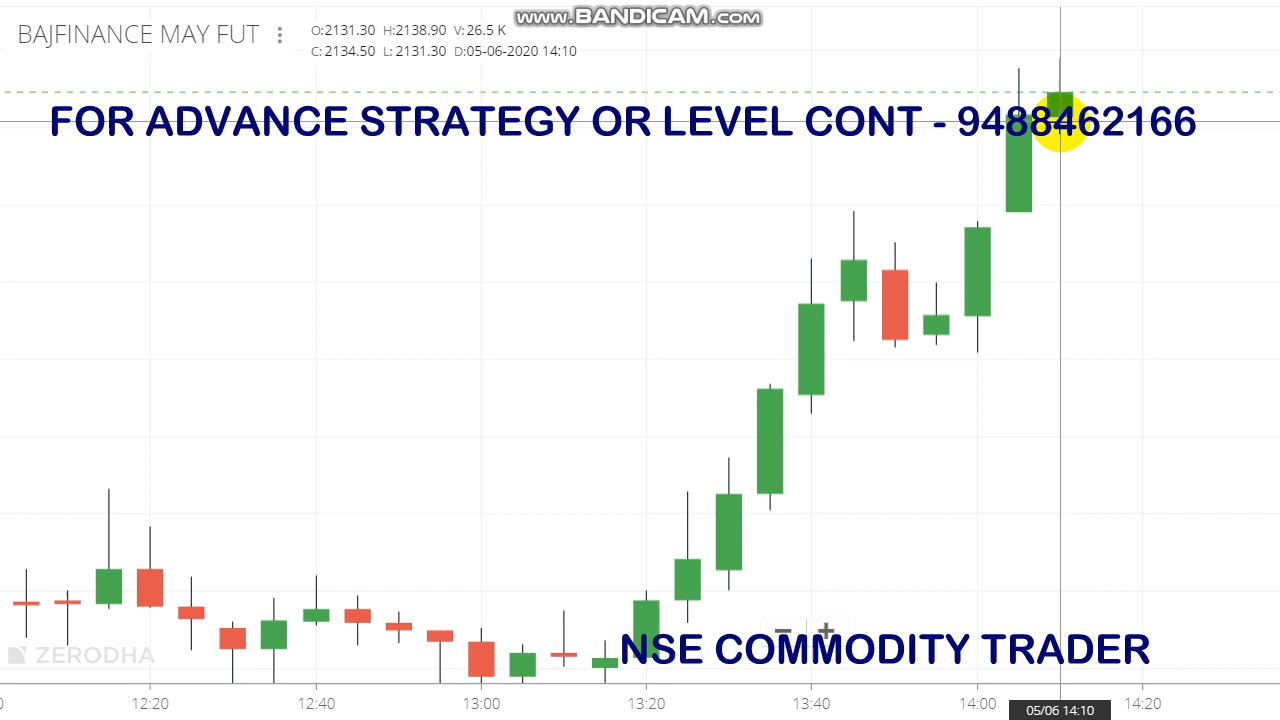 www.BANDICAM.com
BAJFINANCE MAY FUT
O:2131.30 H:2138.90 V:26.5 K
C:2134.50 L:2131.30 D:05-06-2020 14:10
FOR ADVANCE STRATEGY OR LEVEL CONT - 9488462166
NSE COMMODITY TRADER
ZERODHA
12:20 12:40 13:00 13:20 13:40 14:00 14:20
05/06 14:10